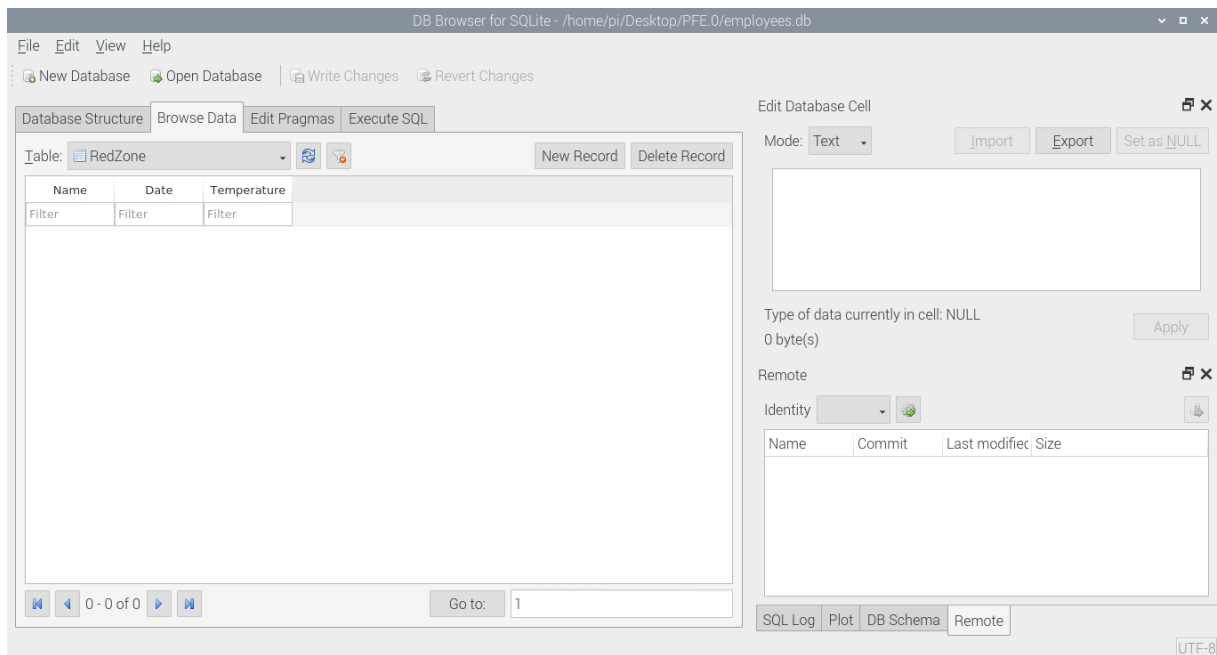 DB Browser for SQLite - /home/pi/Desktop/PFE.0/employees.db
File Edit View Help
New Database Open Database Write Changes Revert Changes
Database Structure Browse Data Edit Pragmas Execute SQL
Table: RedZone New Record Delete Record
Name Date Temperature
Filter Filter Filter
0 - 0 of 0 Go to: 1
Edit Database Cell
Mode: Text Import Export Set as NULL
Type of data currently in cell: NULL
0 byte(s)
Apply
Remote
Identity
Name Commit Last modified Size
SQL Log Plot DB Schema Remote
UTF-8